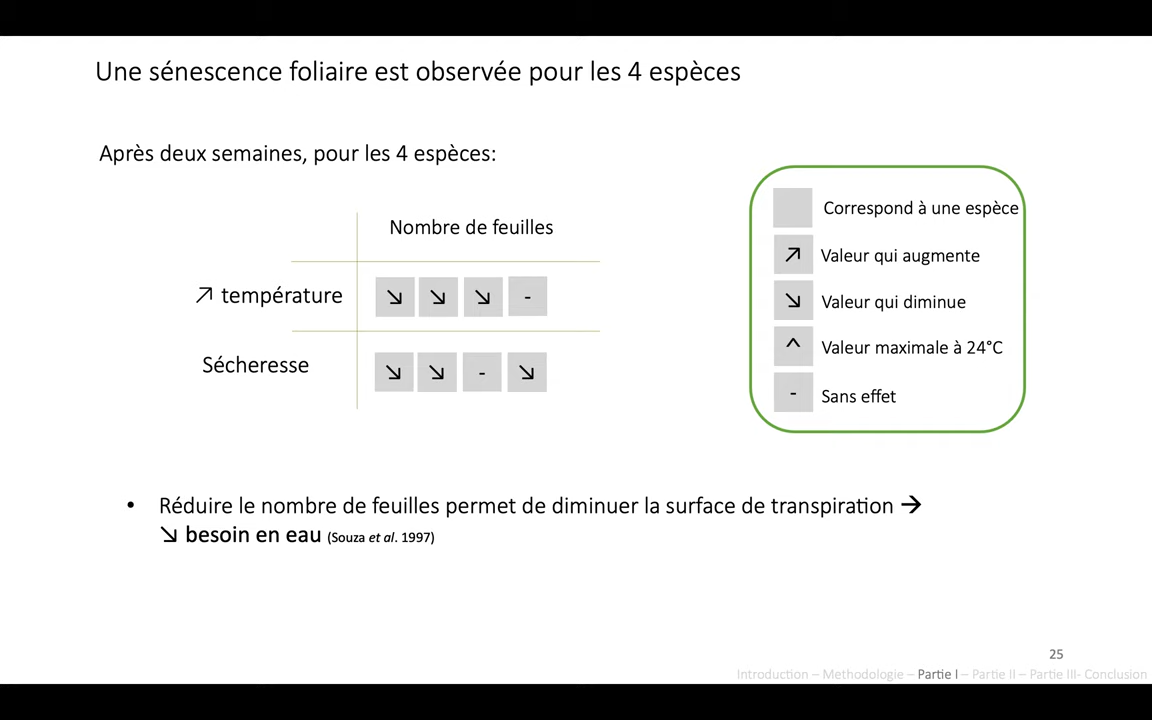 Une sénescence foliaire est observée pour les 4 espèces
Après deux semaines, pour les 4 espèces:
Nombre de feuilles
↗ température ↘ ↘ ↘ -
Sécheresse ↘ ↘ - ↘
Correspond à une espèce
↗ Valeur qui augmente
↘ Valeur qui diminue
^ Valeur maximale à 24°C
- Sans effet
• Réduire le nombre de feuilles permet de diminuer la surface de transpiration →
↘ besoin en eau (Souza et al. 1997)
25
Introduction – Methodologie – Partie I – Partie II – Partie III- Conclusion